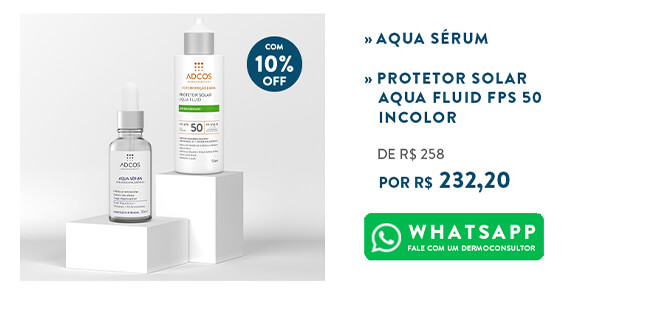 COM
10%
OFF
ADCOS
PROTETOR SOLAR
AQUA FLUID
50
ADCOS
AQUA SÉRUM
» AQUA SÉRUM
» PROTETOR SOLAR
AQUA FLUID FPS 50
INCOLOR
DE R$ 258
POR R$ 232,20
WHATSAPP
FALE COM UM DERMOCONSULTOR